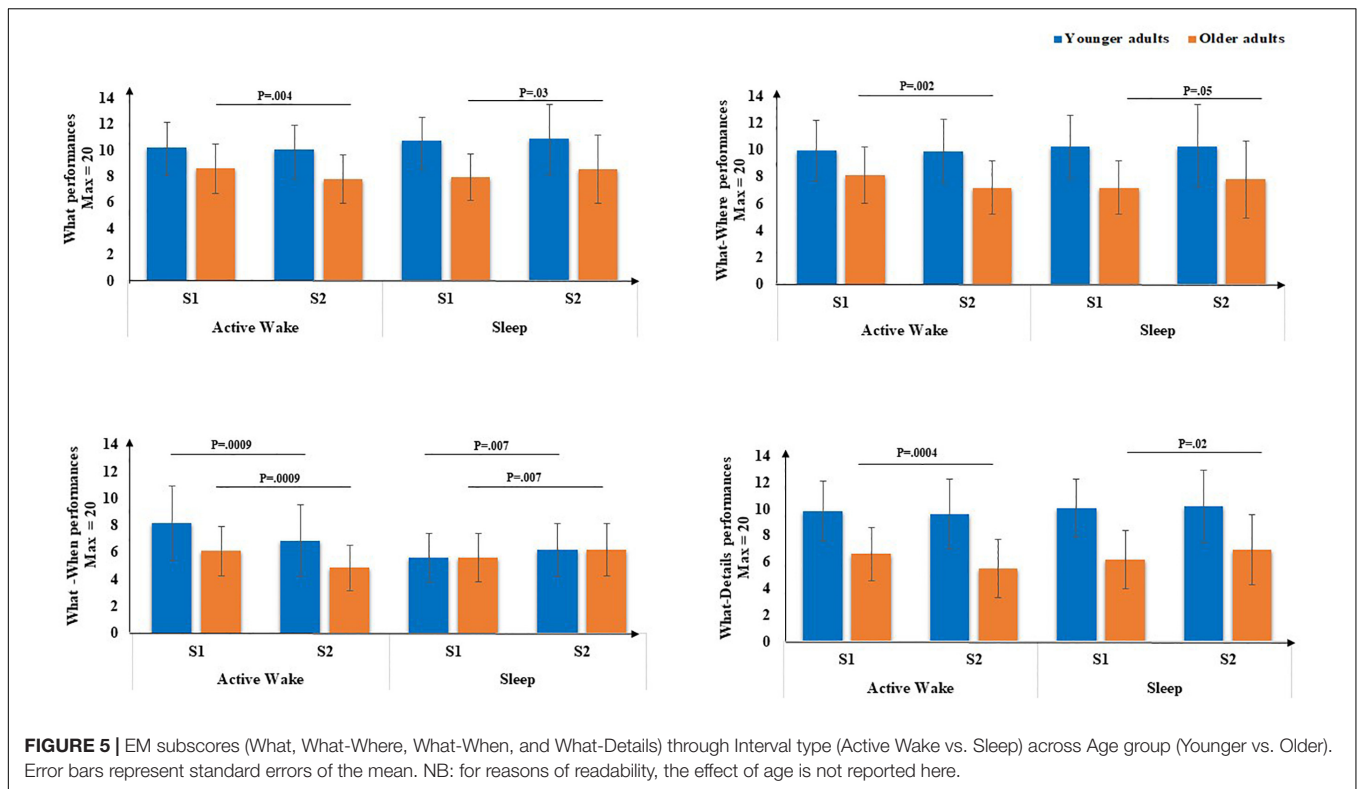 Younger adults Older adults
What performances
Max = 20
14
12
10
8
6
4
2
0
P=.004
P=.03
S1 S2 S1 S2
Active Wake Sleep
What-Where performances
Max = 20
14
12
10
8
6
4
2
0
P=.002
P=.05
S1 S2 S1 S2
Active Wake Sleep
What -When performances
Max = 20
14
12
10
8
6
4
2
0
P=.0009
P=.0009
P=.007
P=.007
S1 S2 S1 S2
Active Wake Sleep
What-Details performances
Max = 20
14
12
10
8
6
4
2
0
P=.0004
P=.02
S1 S2 S1 S2
Active Wake Sleep
FIGURE 5 | EM subscores (What, What-Where, What-When, and What-Details) through Interval type (Active Wake vs. Sleep) across Age group (Younger vs. Older).
Error bars represent standard errors of the mean. NB: for reasons of readability, the effect of age is not reported here.